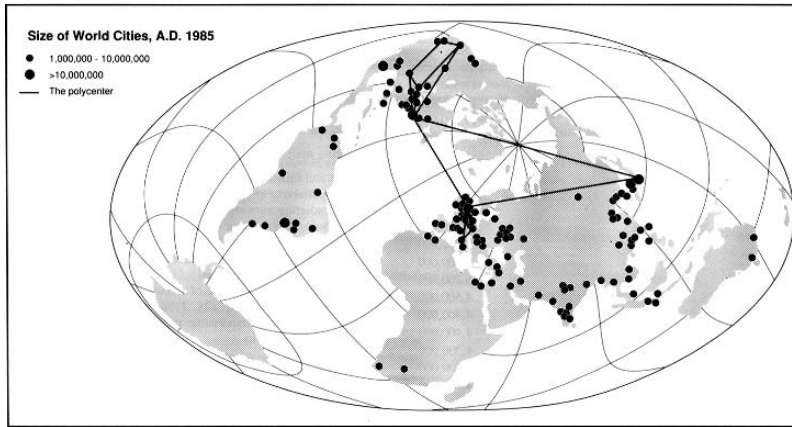 Size of World Cities, A.D. 1985
1,000,000 - 10,000,000
>10,000,000
The polycenter